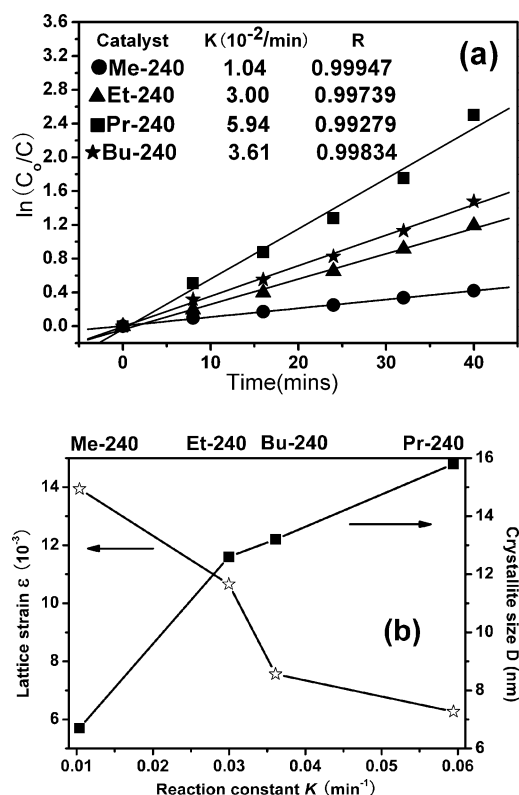 Catalyst K(10-2/min) R
Me-240 1.04 0.99947
Et-240 3.00 0.99739
Pr-240 5.94 0.99279
Bu-240 3.61 0.99834
(a)
ln(Co/C)
3.6
3.2
2.8
2.4
2.0
1.6
1.2
0.8
0.4
0.0
0 10 20 30 40
Time(mins)
Me-240 Et-240 Bu-240 Pr-240
Lattice strain ε (10-3)
14
12
10
8
6
16
14
12
10
8
6
Crystallite size D (nm)
(b)
0.01 0.02 0.03 0.04 0.05 0.06
Reaction constant K (min-1)